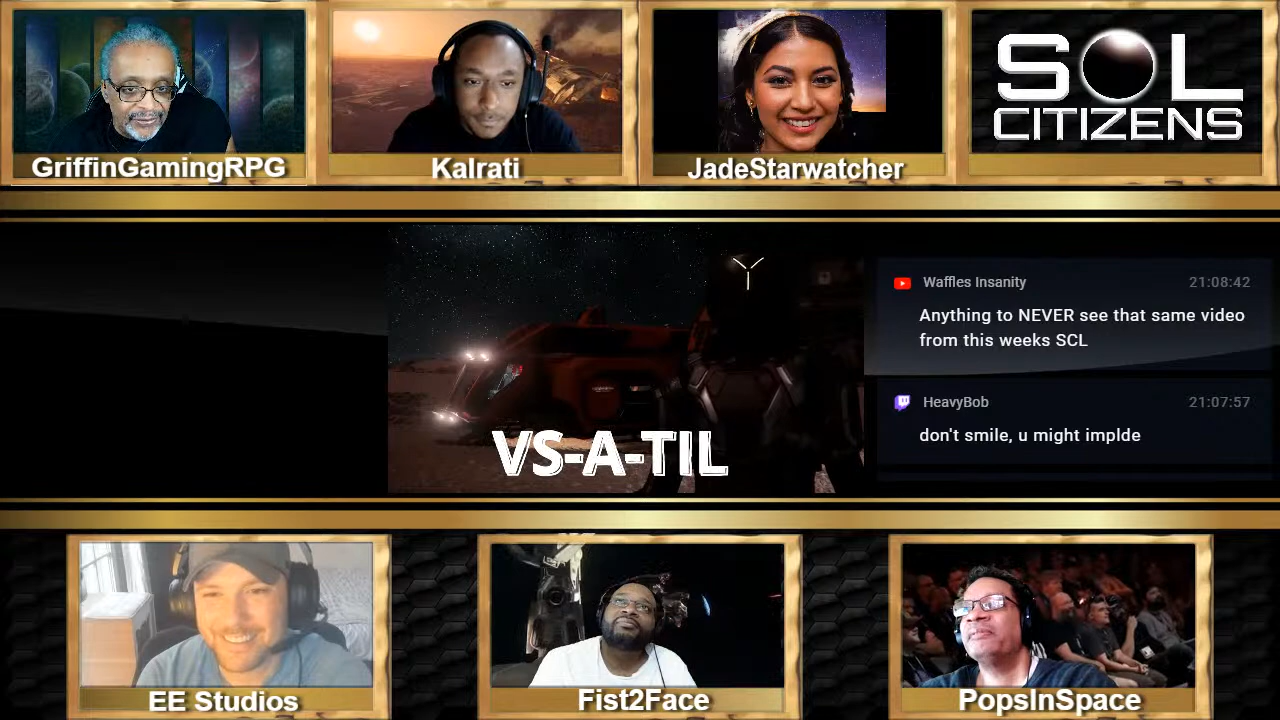 SOL
CITIZENS
GriffinGamingRPG
Kalrati
JadeStarwatcher
Waffles Insanity 21:08:42
Anything to NEVER see that same video
from this weeks SCL
HeavyBob 21:07:57
don't smile, u might implde
VS-A-TIL
EE Studios
Fist2Face
PopsInSpace